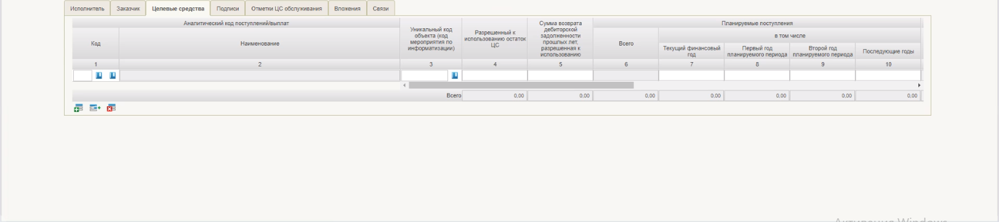 Исполнитель Заказчик Целевые средства Подписи Отметки ЦС обслуживания Вложения Связи
Аналитический код поступлений/выплат
Код
Наименование
Уникальный код
объекта (код
мероприятия по
информатизации)
Разрешенный к
использованию остаток
ЦС
Сумма возврата
дебиторской
задолженности
прошлых лет,
разрешенная к
использованию
Планируемые поступления
Всего
в том числе
Текущий финансовый
год
Первый год
планируемого периода
Второй год
планируемого периода
Последующие годы
1 2 3 4 5 6 7 8 9 10
Всего 0,00 0,00 0,00 0,00 0,00 0,00 0,00
Активация Windows